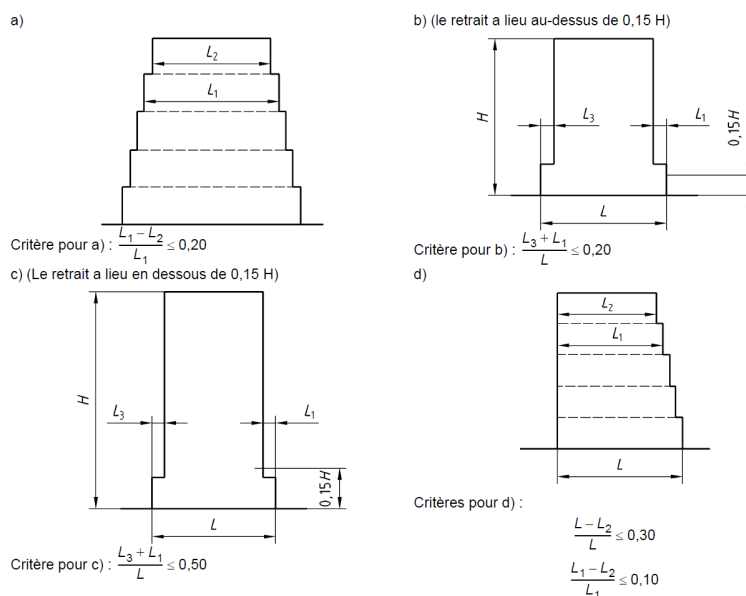 a)
L₂
L₁
Critère pour a) : (L₁ – L₂)/L₁ ≤ 0,20
b) (le retrait a lieu au-dessus de 0,15 H)
H
L₃
L₁
0,15H
L
Critère pour b) : (L₃ + L₁)/L ≤ 0,20
c) (Le retrait a lieu en dessous de 0,15 H)
H
L₃
L₁
0,15H
L
Critère pour c) : (L₃ + L₁)/L ≤ 0,50
d)
L₂
L₁
L
Critères pour d) :
(L – L₂)/L ≤ 0,30
(L₁ – L₂)/L₁ ≤ 0,10